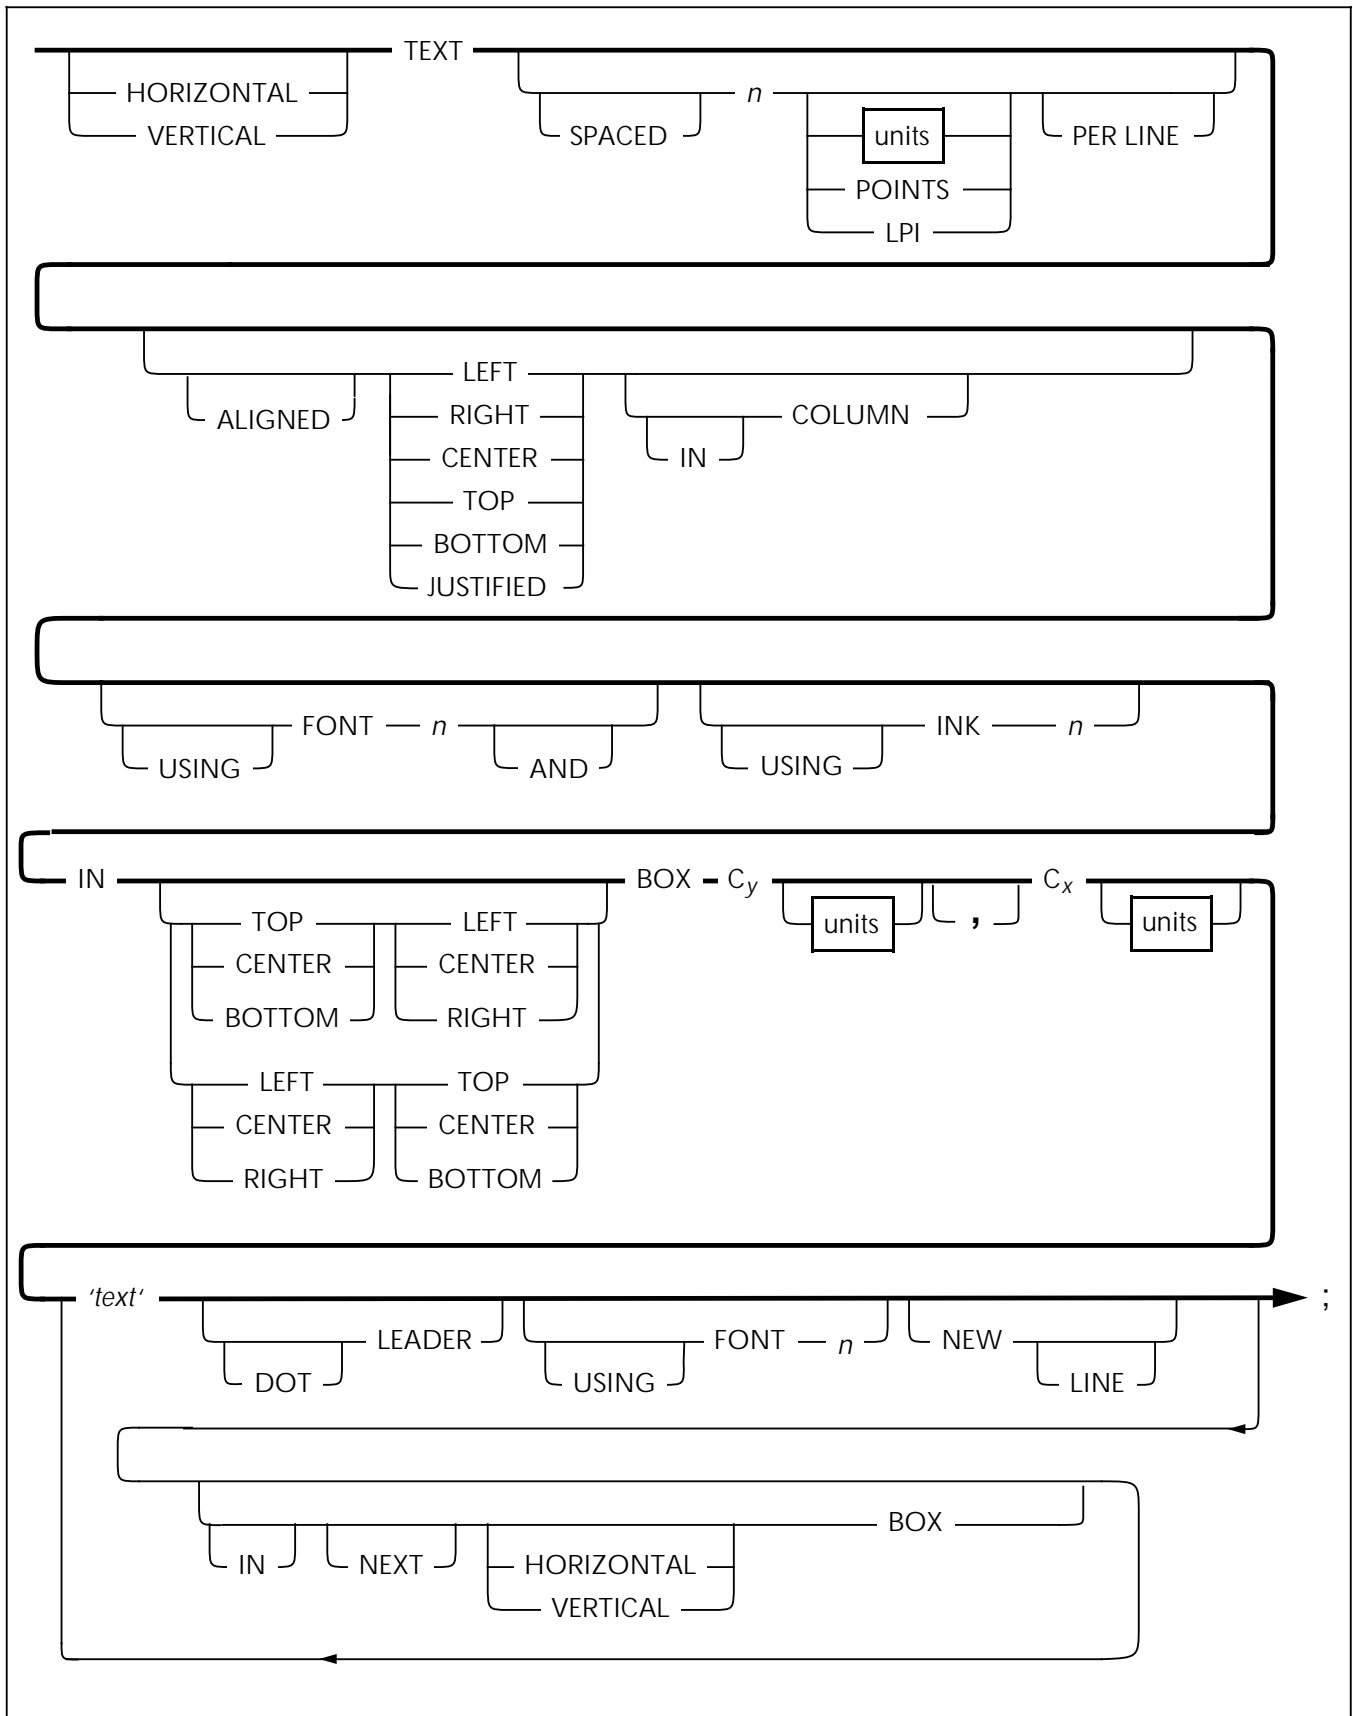 TEXT
HORIZONTAL n
VERTICAL SPACED units PER LINE
POINTS
LPI
LEFT
ALIGNED RIGHT COLUMN
CENTER IN
TOP
BOTTOM
JUSTIFIED
FONT n INK n
USING AND USING
IN BOX Cy Cx
TOP LEFT units , units
CENTER CENTER
BOTTOM RIGHT
LEFT TOP
CENTER CENTER
RIGHT BOTTOM
‘text‘ ;
LEADER FONT n NEW
DOT USING LINE
BOX
IN NEXT HORIZONTAL
VERTICAL